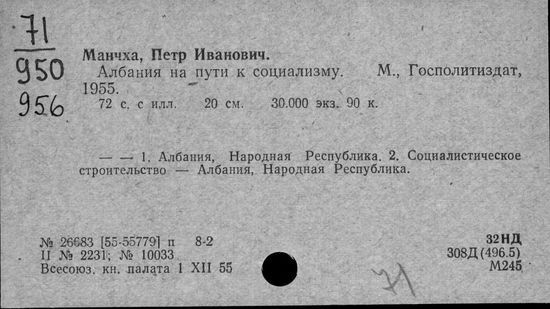 71
950
956
Манчха, Петр Иванович.
Албания на пути к социализму. М., Госполитиздат,
1955.
72 с. с илл. 20 см. 30.000 экз. 90 к.
— — 1. Албания, Народная Республика. 2. Социалистическое
строительство — Албания, Народная Республика.
№ 26683 [55-55779] п 8-2
II № 2231; № 10033
Всесоюз. кн. палата 1 XII 55
32НД
308Д(496.5)
М245
71